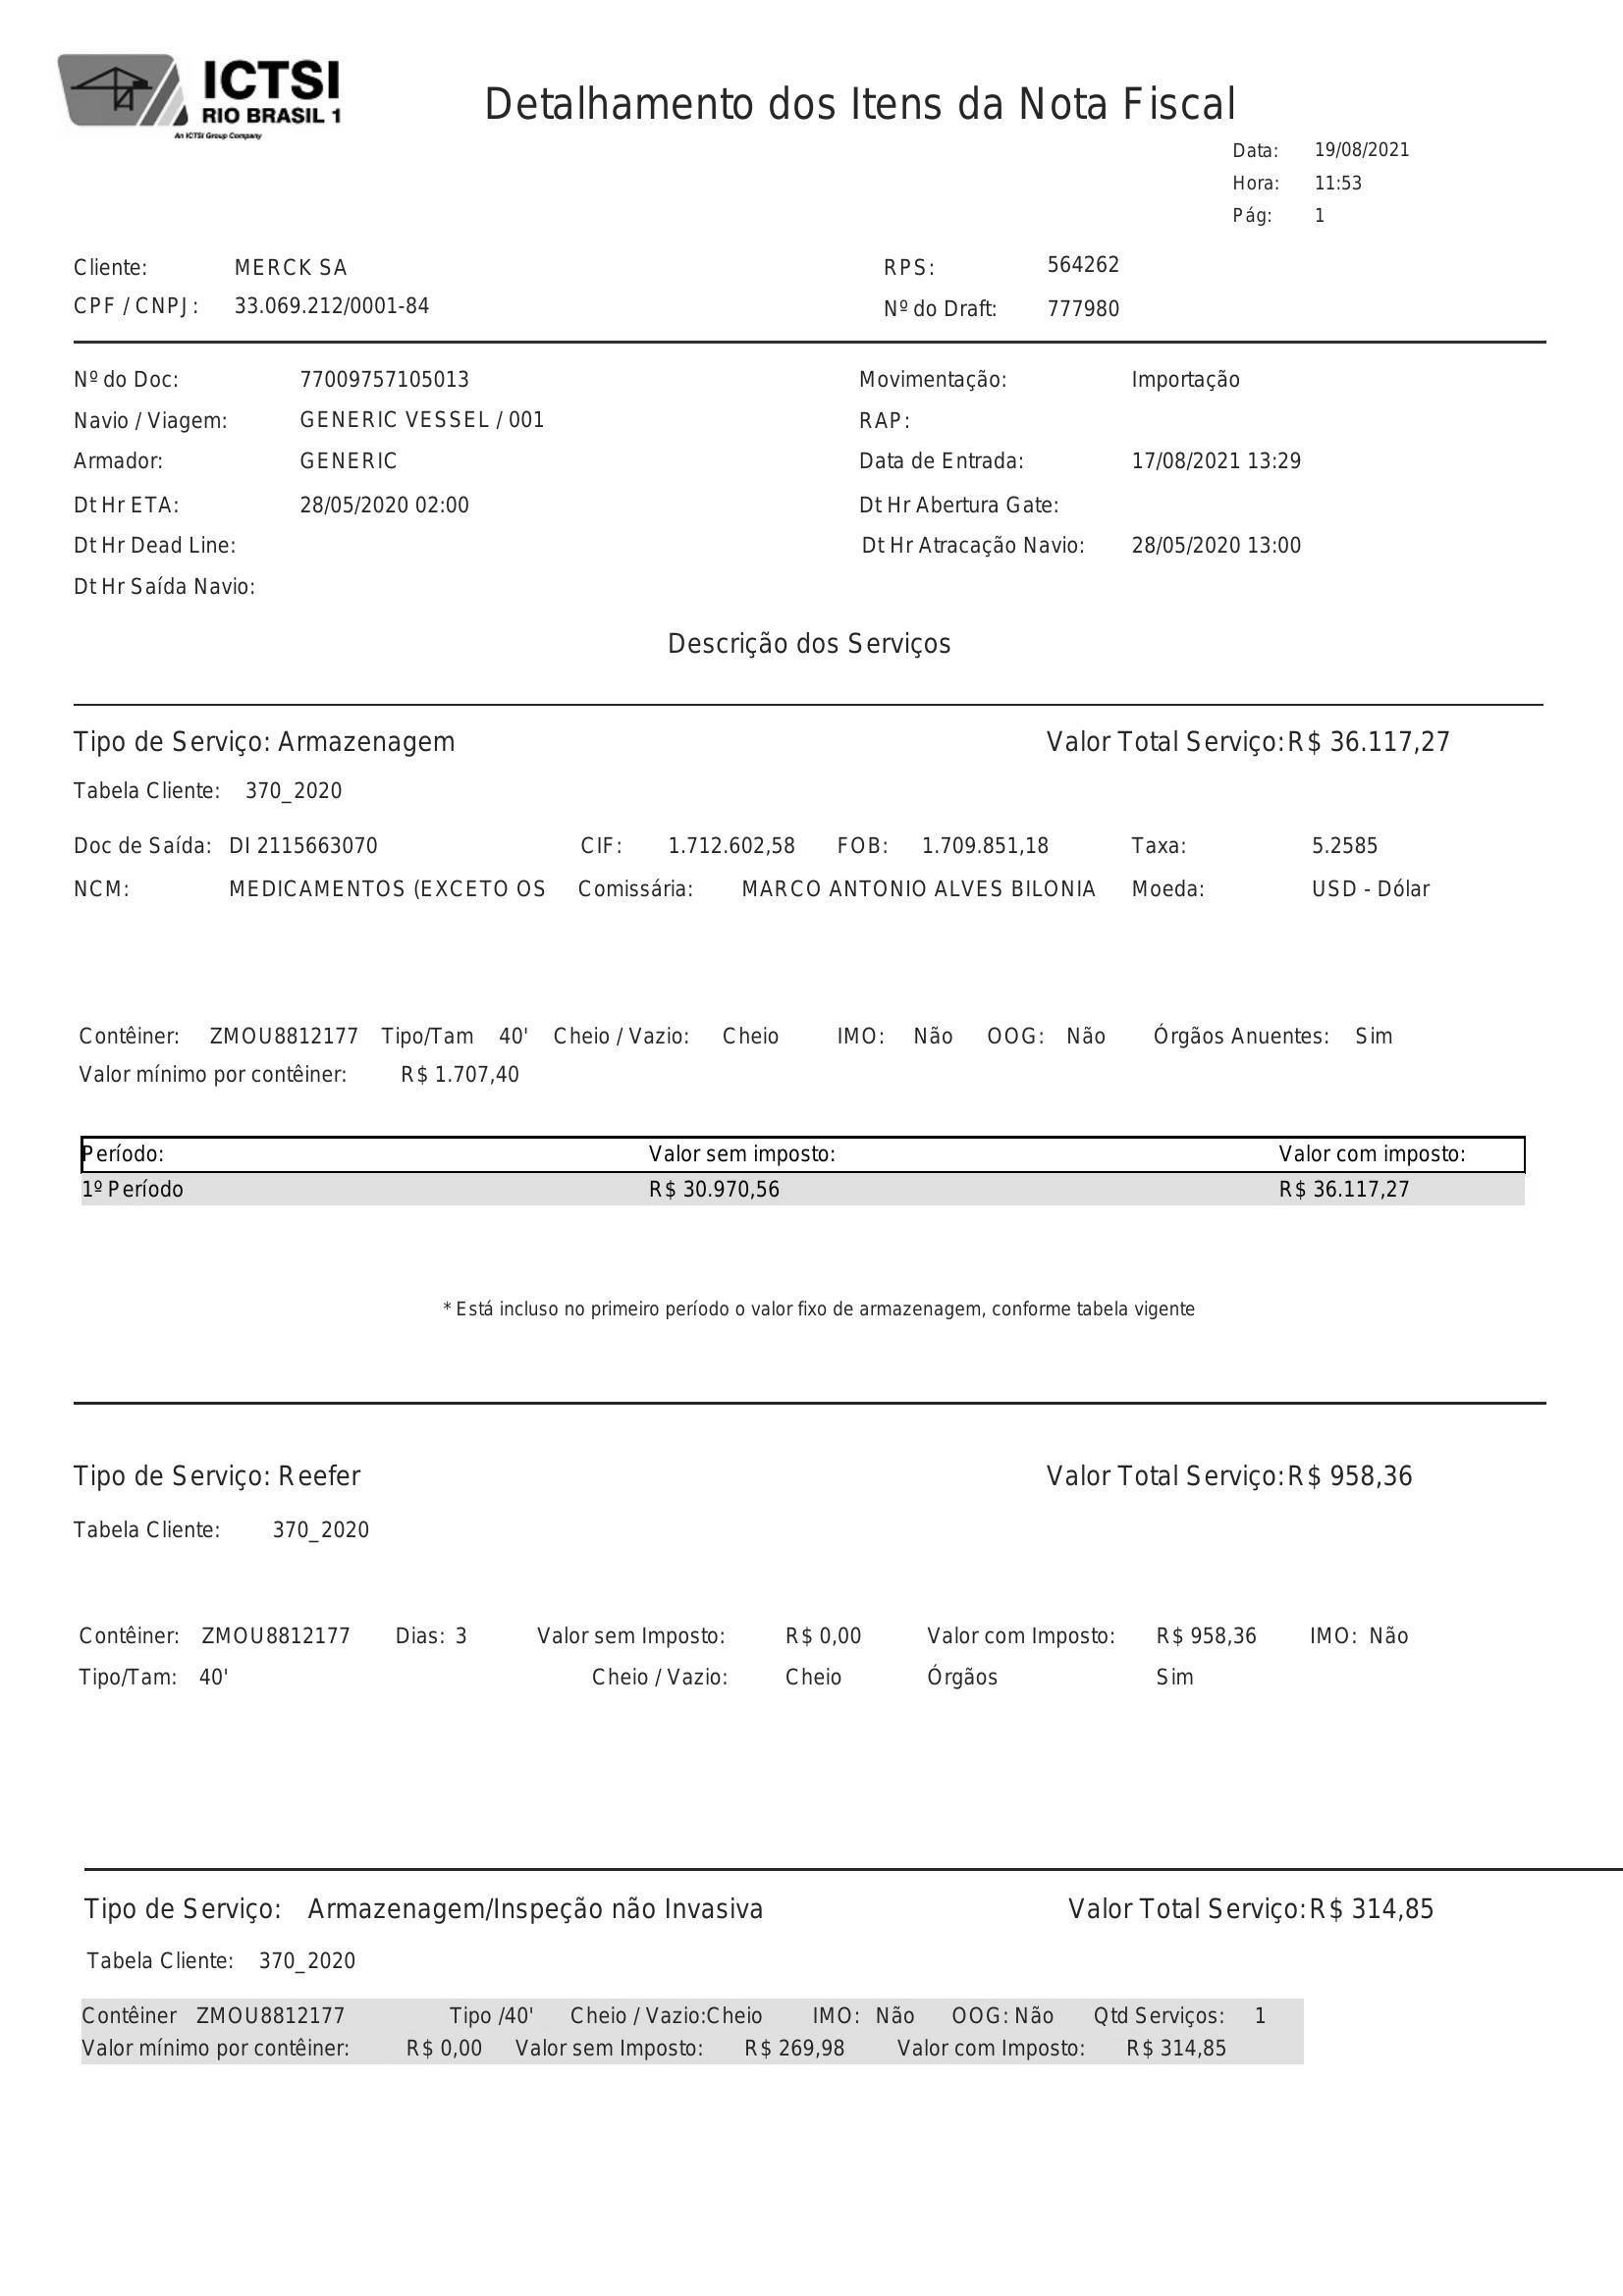 ICTSI
RIO BRASIL 1
An ICTSI Group Company
Detalhamento dos Itens da Nota Fiscal
Data: 19/08/2021
Hora: 11:53
Pág: 1
Cliente: MERCK SA RPS: 564262
CPF / CNPJ: 33.069.212/0001-84 Nº do Draft: 777980
Nº do Doc: 77009757105013 Movimentação: Importação
Navio / Viagem: GENERIC VESSEL / 001 RAP:
Armador: GENERIC Data de Entrada: 17/08/2021 13:29
Dt Hr ETA: 28/05/2020 02:00 Dt Hr Abertura Gate:
Dt Hr Dead Line: Dt Hr Atracação Navio: 28/05/2020 13:00
Dt Hr Saída Navio:
Descrição dos Serviços
Tipo de Serviço: Armazenagem Valor Total Serviço: R$ 36.117,27
Tabela Cliente: 370_2020
Doc de Saída: DI 2115663070 CIF: 1.712.602,58 FOB: 1.709.851,18 Taxa: 5.2585
NCM: MEDICAMENTOS (EXCETO OS Comissária: MARCO ANTONIO ALVES BILONIA Moeda: USD - Dólar
Contêiner: ZMOU8812177 Tipo/Tam 40' Cheio / Vazio: Cheio IMO: Não OOG: Não Órgãos Anuentes: Sim
Valor mínimo por contêiner: R$ 1.707,40
Período: Valor sem imposto: Valor com imposto:
1º Período R$ 30.970,56 R$ 36.117,27
* Está incluso no primeiro período o valor fixo de armazenagem, conforme tabela vigente
Tipo de Serviço: Reefer Valor Total Serviço: R$ 958,36
Tabela Cliente: 370_2020
Contêiner: ZMOU8812177 Dias: 3 Valor sem Imposto: R$ 0,00 Valor com Imposto: R$ 958,36 IMO: Não
Tipo/Tam: 40' Cheio / Vazio: Cheio Órgãos Sim
Tipo de Serviço: Armazenagem/Inspeção não Invasiva Valor Total Serviço: R$ 314,85
Tabela Cliente: 370_2020
Contêiner ZMOU8812177 Tipo /40' Cheio / Vazio:Cheio IMO: Não OOG: Não Qtd Serviços: 1
Valor mínimo por contêiner: R$ 0,00 Valor sem Imposto: R$ 269,98 Valor com Imposto: R$ 314,85